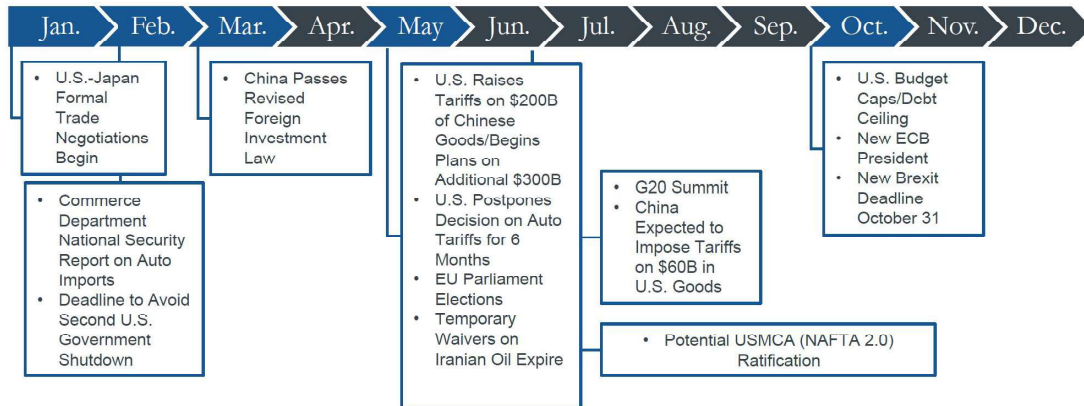 Jan. Feb. Mar. Apr. May Jun. Jul. Aug. Sep. Oct. Nov. Dec.
• U.S.-Japan
Formal
Trade
Negotiations
Begin
• Commerce
Department
National Security
Report on Auto
Imports
• Deadline to Avoid
Second U.S.
Government
Shutdown
• China Passes
Revised
Foreign
Investment
Law
• U.S. Raises
Tariffs on $200B
of Chinese
Goods/Begins
Plans on
Additional $300B
• U.S. Postpones
Decision on Auto
Tariffs for 6
Months
• EU Parliament
Elections
• Temporary
Waivers on
Iranian Oil Expire
• G20 Summit
• China
Expected to
Impose Tariffs
on $60B in
U.S. Goods
• Potential USMCA (NAFTA 2.0)
Ratification
• U.S. Budget
Caps/Debt
Ceiling
• New ECB
President
• New Brexit
Deadline
October 31